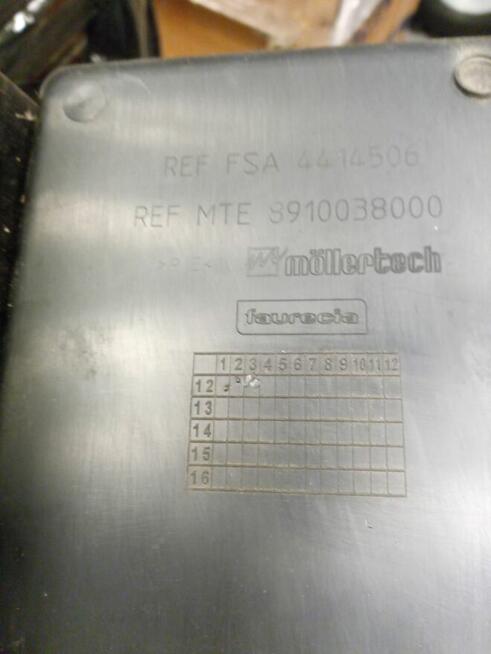 REF FSA 4414506
REF MTE 8910038000
>P E< möllertech
faurecia
1 2 3 4 5 6 7 8 9 10 11 12
12
13
14
15
16